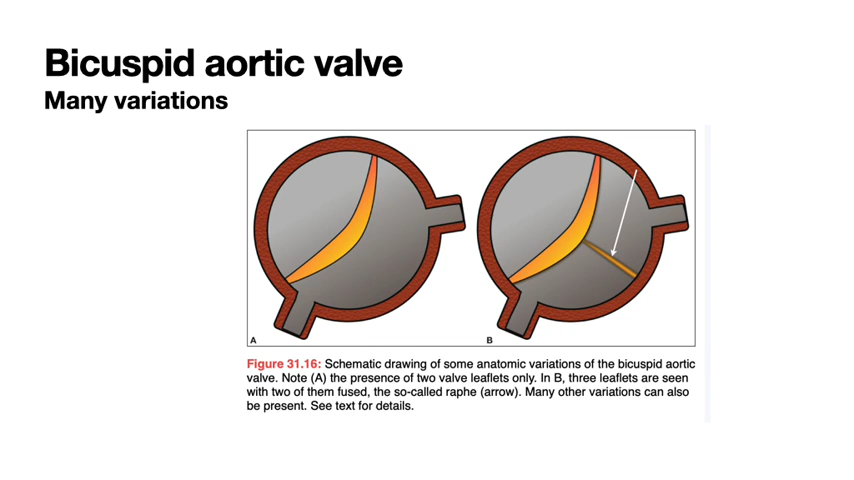 Bicuspid aortic valve
Many variations
A
B
Figure 31.16: Schematic drawing of some anatomic variations of the bicuspid aortic
valve. Note (A) the presence of two valve leaflets only. In B, three leaflets are seen
with two of them fused, the so-called raphe (arrow). Many other variations can also
be present. See text for details.